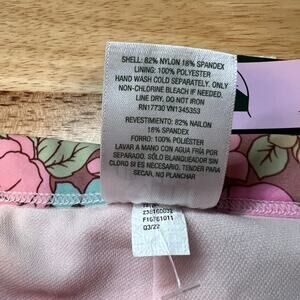 SHELL: 82% NYLON 18% SPANDEX
LINING: 100% POLYESTER
HAND WASH COLD SEPARATELY. ONLY
NON-CHLORINE BLEACH IF NEEDED.
LINE DRY. DO NOT IRON
RN17730 VN1345353
REVESTIMENTO: 82% NAILON
18% SPANDEX
FORRO: 100% POLIÉSTER
LAVAR A MANO CON AGUA FRÍA POR
SEPARADO. SÓLO BLANQUEADOR SIN
CLORO SI ES NECESARIO. TENDER PARA
SECAR, NO PLANCHAR
F16761011
Q3/22